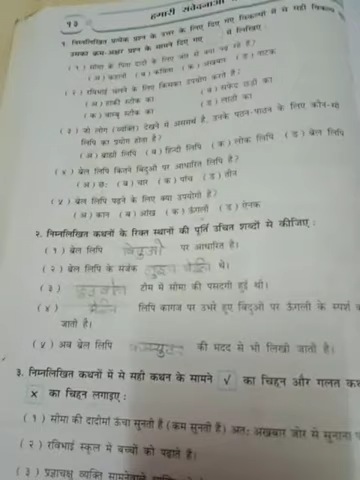 १३
हमारी संवेदनाओं
१. निम्नलिखित प्रत्येक प्रश्न के उत्तर के लिए दिए गए विकल्पों में से सही विकल्प
उसका क्रम-अक्षर प्रश्न के सामने दिए गए में लिखिए :
( १ ) सोमा के पिता दादी के लिए जोर से क्या पढ़ रहे हैं?
( अ ) कहानी ( ब ) कविता ( क ) अखबार ( ड ) नाटक
( २ ) रविभाई चलने के लिए किसका उपयोग करते हैं?
( अ ) हाकी स्टीक का ( ब ) सफेद छड़ी का
( क ) बाम्बू स्टीक का ( ड ) लाठी का
( ३ ) जो लोग (व्यक्ति) देखने में असमर्थ है, उनके पठन-पाठन के लिए कौन-सी
लिपि का प्रयोग होता है?
( अ ) ब्राह्मी लिपि ( ब ) हिन्दी लिपि ( क ) लोक लिपि ( ड ) ब्रेल लिपि
( ४ ) ब्रेल लिपि कितने बिंदुओं पर आधारित लिपि है?
( अ ) छः ( ब ) चार ( क ) पाँच ( ड ) तीन
( ५ ) ब्रेल लिपि पढ़ने के लिए क्या उपयोगी है?
( अ ) कान ( ब ) आंख ( क ) ऊँगली ( ड ) ऐनक
२. निम्नलिखित कथनों के रिक्त स्थानों की पूर्ति उचित शब्दों से कीजिए :
( १ ) ब्रेल लिपि पर आधारित है।
( २ ) ब्रेल लिपि के सर्जक थे।
( ३ ) टीम में सोमा की पसदगी हुई थी।
( ४ ) लिपि कागज पर उभरे हुए बिंदुओं पर ऊँगली के स्पर्श
जाती है।
( ५ ) अब ब्रेल लिपि की मदद से भी लिखी जाती है।
३. निम्नलिखित कथनों में से सही कथन के सामने √ का चिह्न और गलत
× का चिह्न लगाइए :
( १ ) सोमा की दादीमां ऊंचा सुनती हैं (कम सुनती हैं) अतः अखबार जोर से सुनाना
( २ ) रविभाई स्कूल में बच्चों को पढ़ाते हैं।
( ३ ) प्रज्ञाचक्षु व्यक्ति